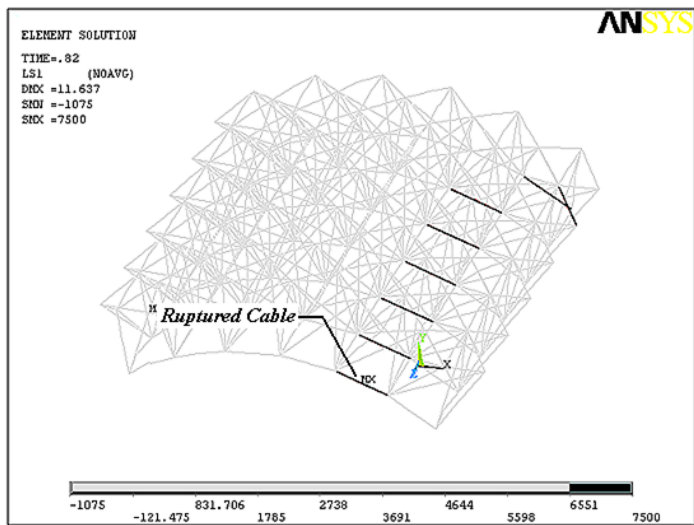 ANSYS
ELEMENT SOLUTION
TIME=.82
LS1 (NOAVG)
DMX =11.637
SMN =-1075
SMX =7500
M Ruptured Cable
Y
X
Z
MX
-1075 831.706 2738 4644 6551
-121.475 1785 3691 5598 7500